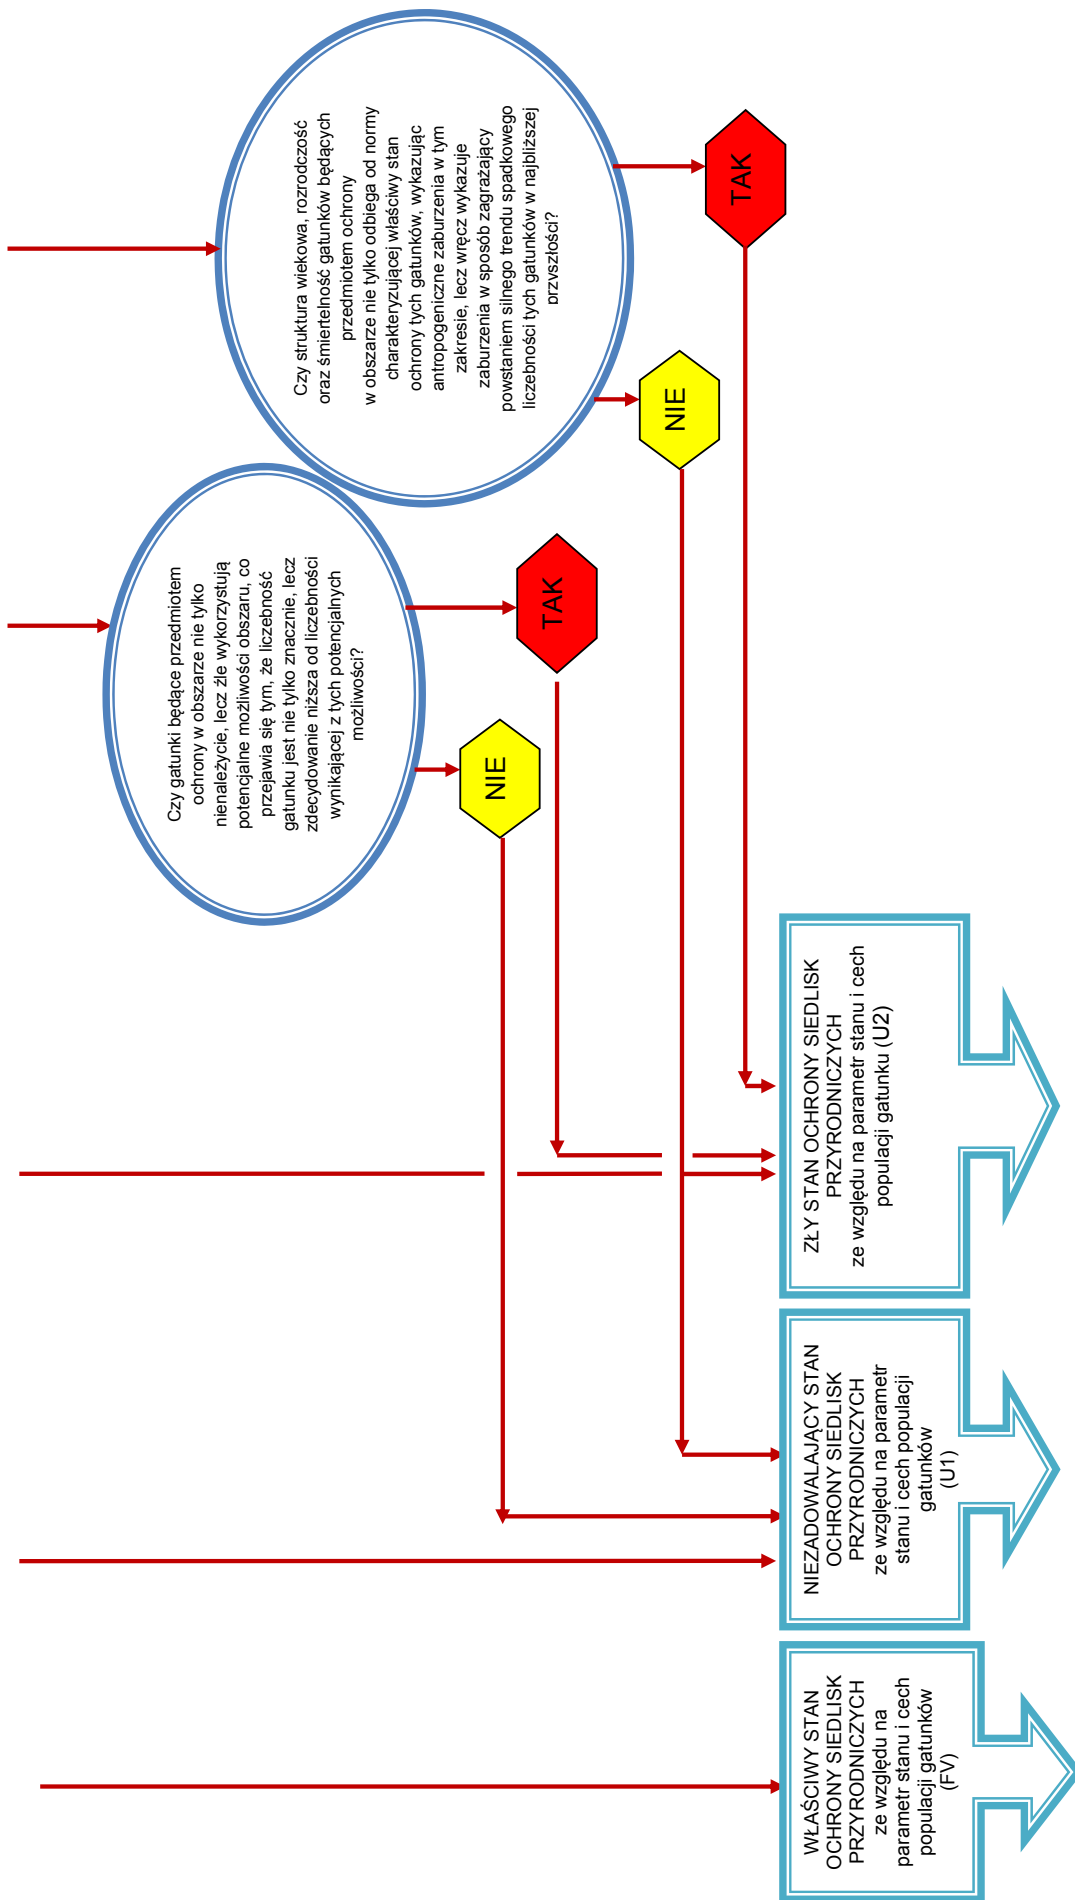 Czy struktura wiekowa, rozrodczość
oraz śmiertelność gatunków będących
przedmiotem ochrony
w obszarze nie tylko odbiega od normy
charakteryzującej właściwy stan
ochrony tych gatunków, wykazując
antropogeniczne zaburzenia w tym
zakresie, lecz wręcz wykazuje
zaburzenia w sposób zagrażający
powstaniem silnego trendu spadkowego
liczebności tych gatunków w najbliższej
przyszłości?
TAK
NIE
Czy gatunki będące przedmiotem
ochrony w obszarze nie tylko
nienależycie, lecz źle wykorzystują
potencjalne możliwości obszaru, co
przejawia się tym, że liczebność
gatunku jest nie tylko znacznie, lecz
zdecydowanie niższa od liczebności
wynikającej z tych potencjalnych
możliwości?
TAK
NIE
ZŁY STAN OCHRONY SIEDLISK
PRZYRODNICZYCH
ze względu na parametr stanu i cech
populacji gatunku (U2)
NIEZADOWALAJĄCY STAN
OCHRONY SIEDLISK
PRZYRODNICZYCH
ze względu na parametr
stanu i cech populacji
gatunków
(U1)
WŁAŚCIWY STAN
OCHRONY SIEDLISK
PRZYRODNICZYCH
ze względu na
parametr stanu i cech
populacji gatunków
(FV)